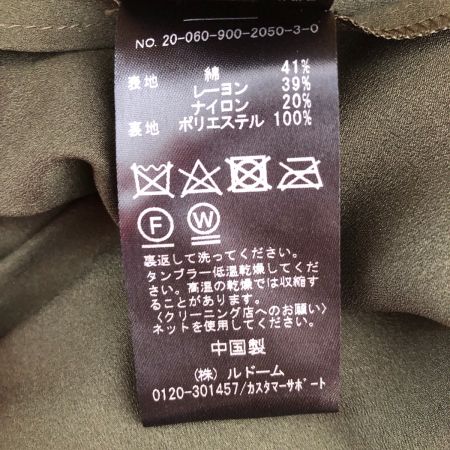 NO. 20-060-900-2050-3-0
表地 綿 41%
レーヨン 39%
ナイロン 20%
裏地 ポリエステル 100%
F W
裏返して洗ってください。
タンブラー低温乾燥してくだ
さい。高温の乾燥では収縮す
ることがあります。
〈クリーニング店へのお願い〉
ネットを使用してください。
中国製
(株) ルドーム
0120-301457/カスタマーサポート